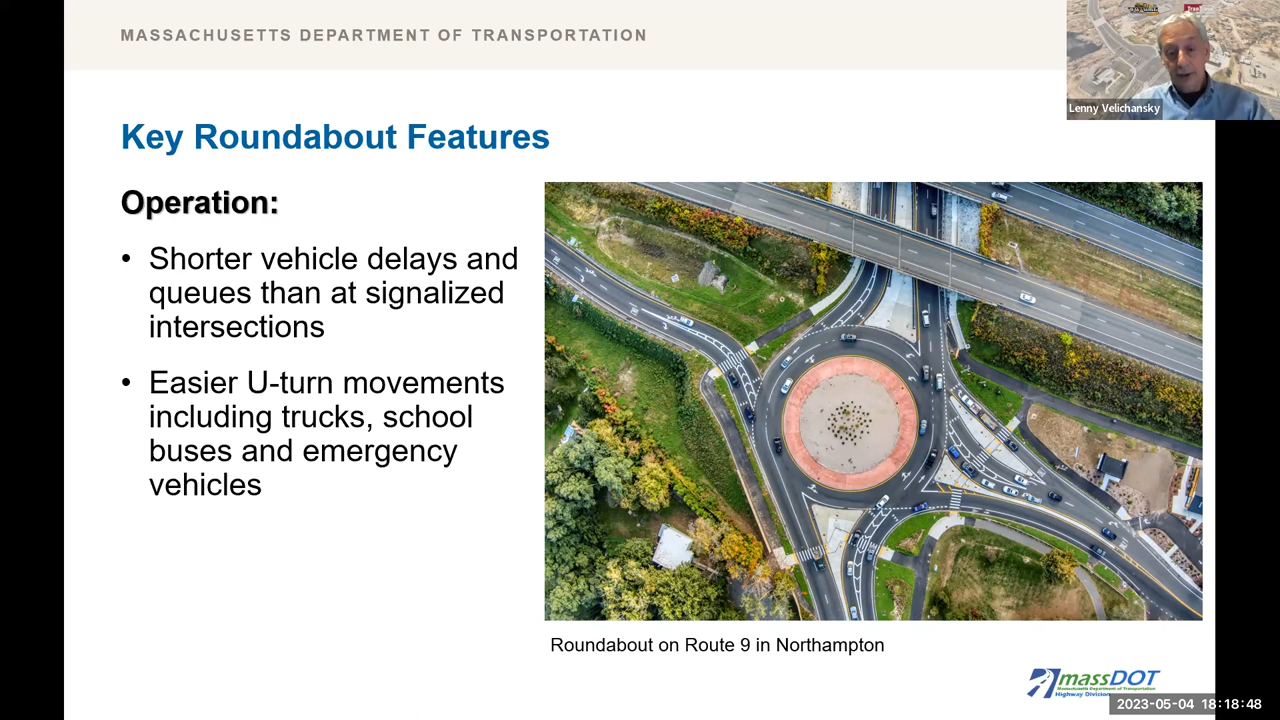 MASSACHUSETTS DEPARTMENT OF TRANSPORTATION
Lenny Velichansky
Key Roundabout Features
Operation:
• Shorter vehicle delays and
queues than at signalized
intersections
• Easier U-turn movements
including trucks, school
buses and emergency
vehicles
Roundabout on Route 9 in Northampton
massDOT
Massachusetts Department of Transportation
Highway Division
2023-05-04 18:18:48